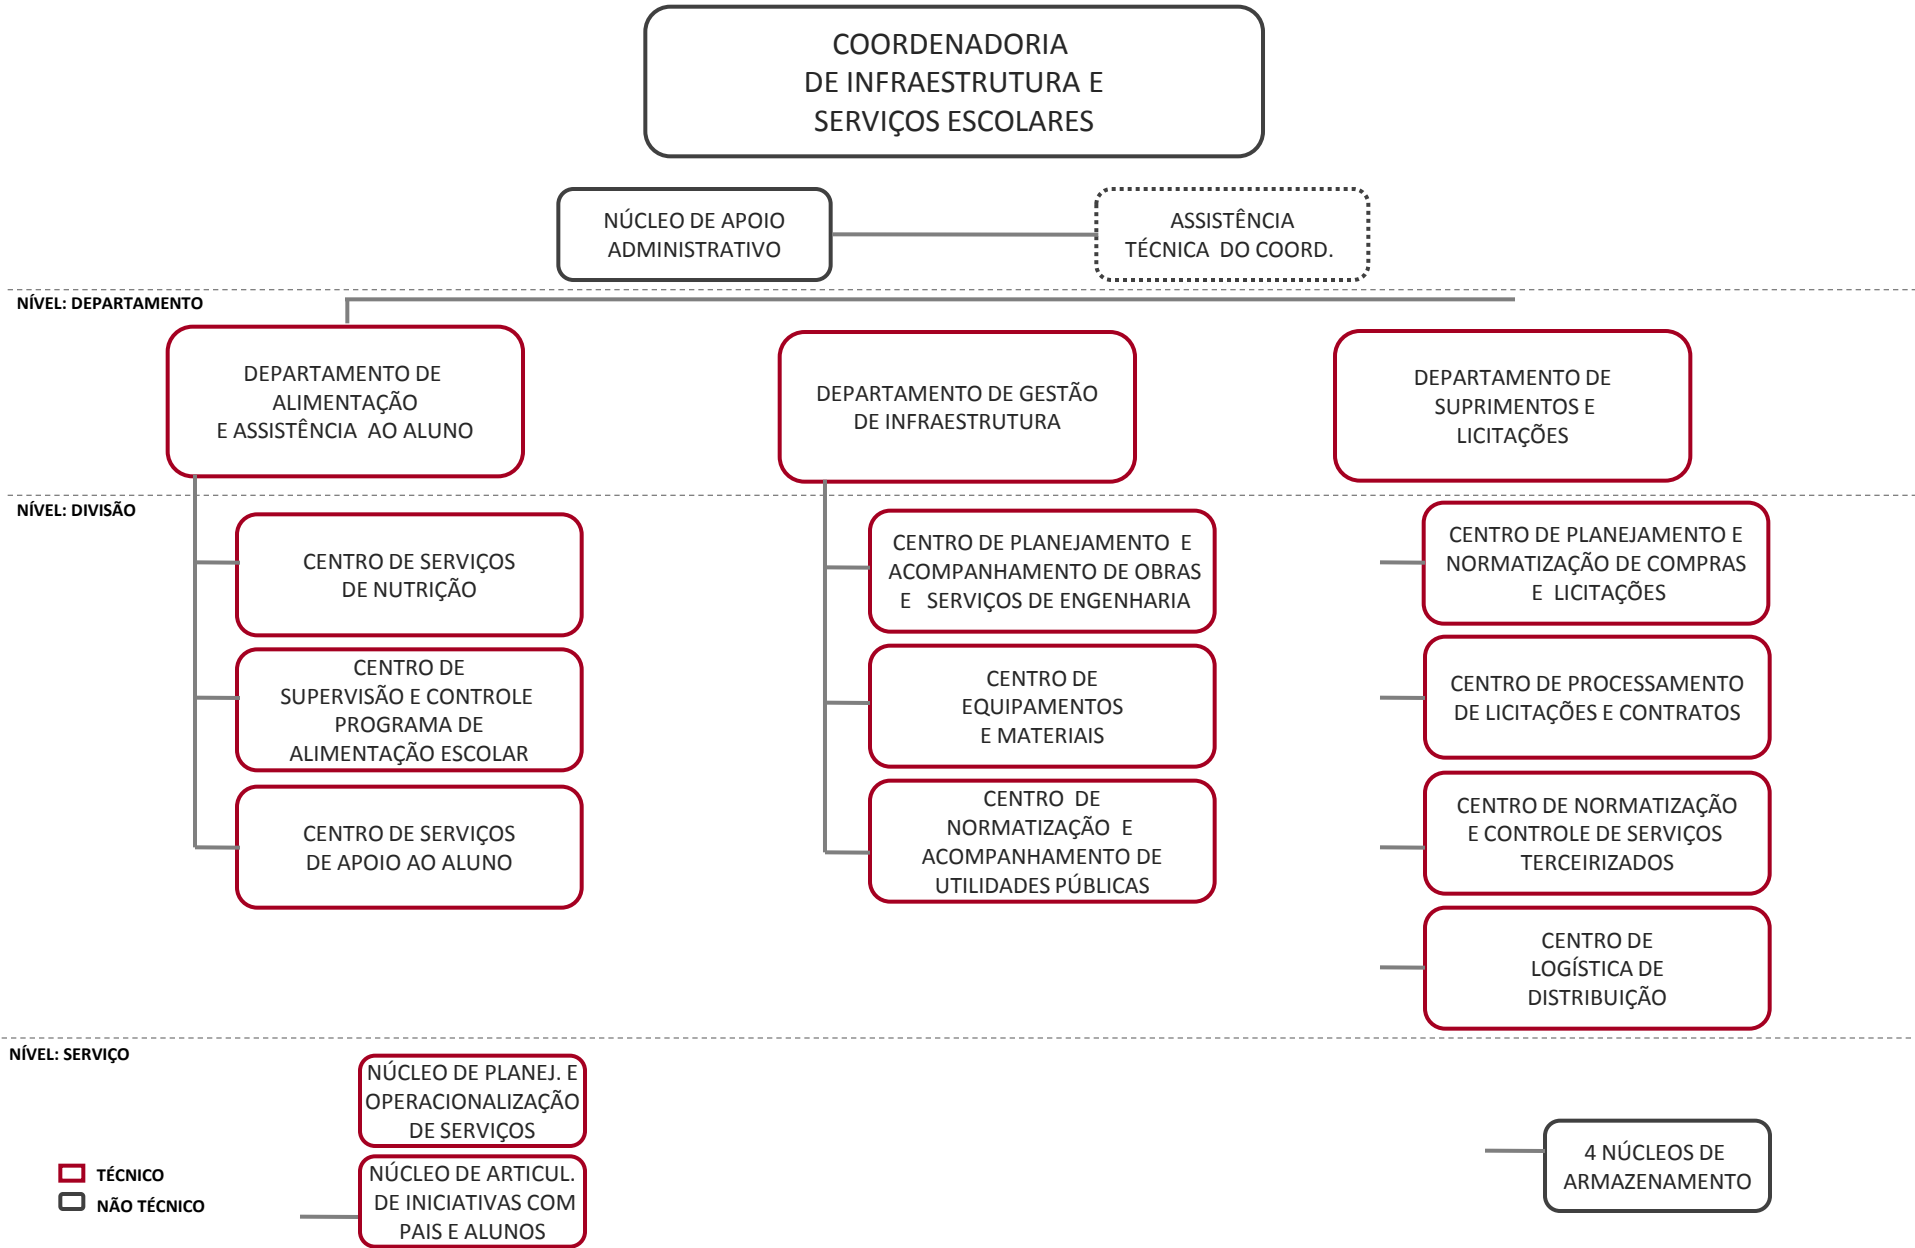 COORDENADORIA
DE INFRAESTRUTURA E
SERVIÇOS ESCOLARES
NÚCLEO DE APOIO
ADMINISTRATIVO
ASSISTÊNCIA
TÉCNICA DO COORD.
NÍVEL: DEPARTAMENTO
DEPARTAMENTO DE
ALIMENTAÇÃO
E ASSISTÊNCIA AO ALUNO
DEPARTAMENTO DE GESTÃO
DE INFRAESTRUTURA
DEPARTAMENTO DE
SUPRIMENTOS E
LICITAÇÕES
NÍVEL: DIVISÃO
CENTRO DE SERVIÇOS
DE NUTRIÇÃO
CENTRO DE
SUPERVISÃO E CONTROLE
PROGRAMA DE
ALIMENTAÇÃO ESCOLAR
CENTRO DE SERVIÇOS
DE APOIO AO ALUNO
CENTRO DE PLANEJAMENTO E
ACOMPANHAMENTO DE OBRAS
E SERVIÇOS DE ENGENHARIA
CENTRO DE
EQUIPAMENTOS
E MATERIAIS
CENTRO DE
NORMATIZAÇÃO E
ACOMPANHAMENTO DE
UTILIDADES PÚBLICAS
CENTRO DE PLANEJAMENTO E
NORMATIZAÇÃO DE COMPRAS
E LICITAÇÕES
CENTRO DE PROCESSAMENTO
DE LICITAÇÕES E CONTRATOS
CENTRO DE NORMATIZAÇÃO
E CONTROLE DE SERVIÇOS
TERCEIRIZADOS
CENTRO DE
LOGÍSTICA DE
DISTRIBUIÇÃO
NÍVEL: SERVIÇO
NÚCLEO DE PLANEJ. E
OPERACIONALIZAÇÃO
DE SERVIÇOS
NÚCLEO DE ARTICUL.
DE INICIATIVAS COM
PAIS E ALUNOS
4 NÚCLEOS DE
ARMAZENAMENTO
TÉCNICO
NÃO TÉCNICO